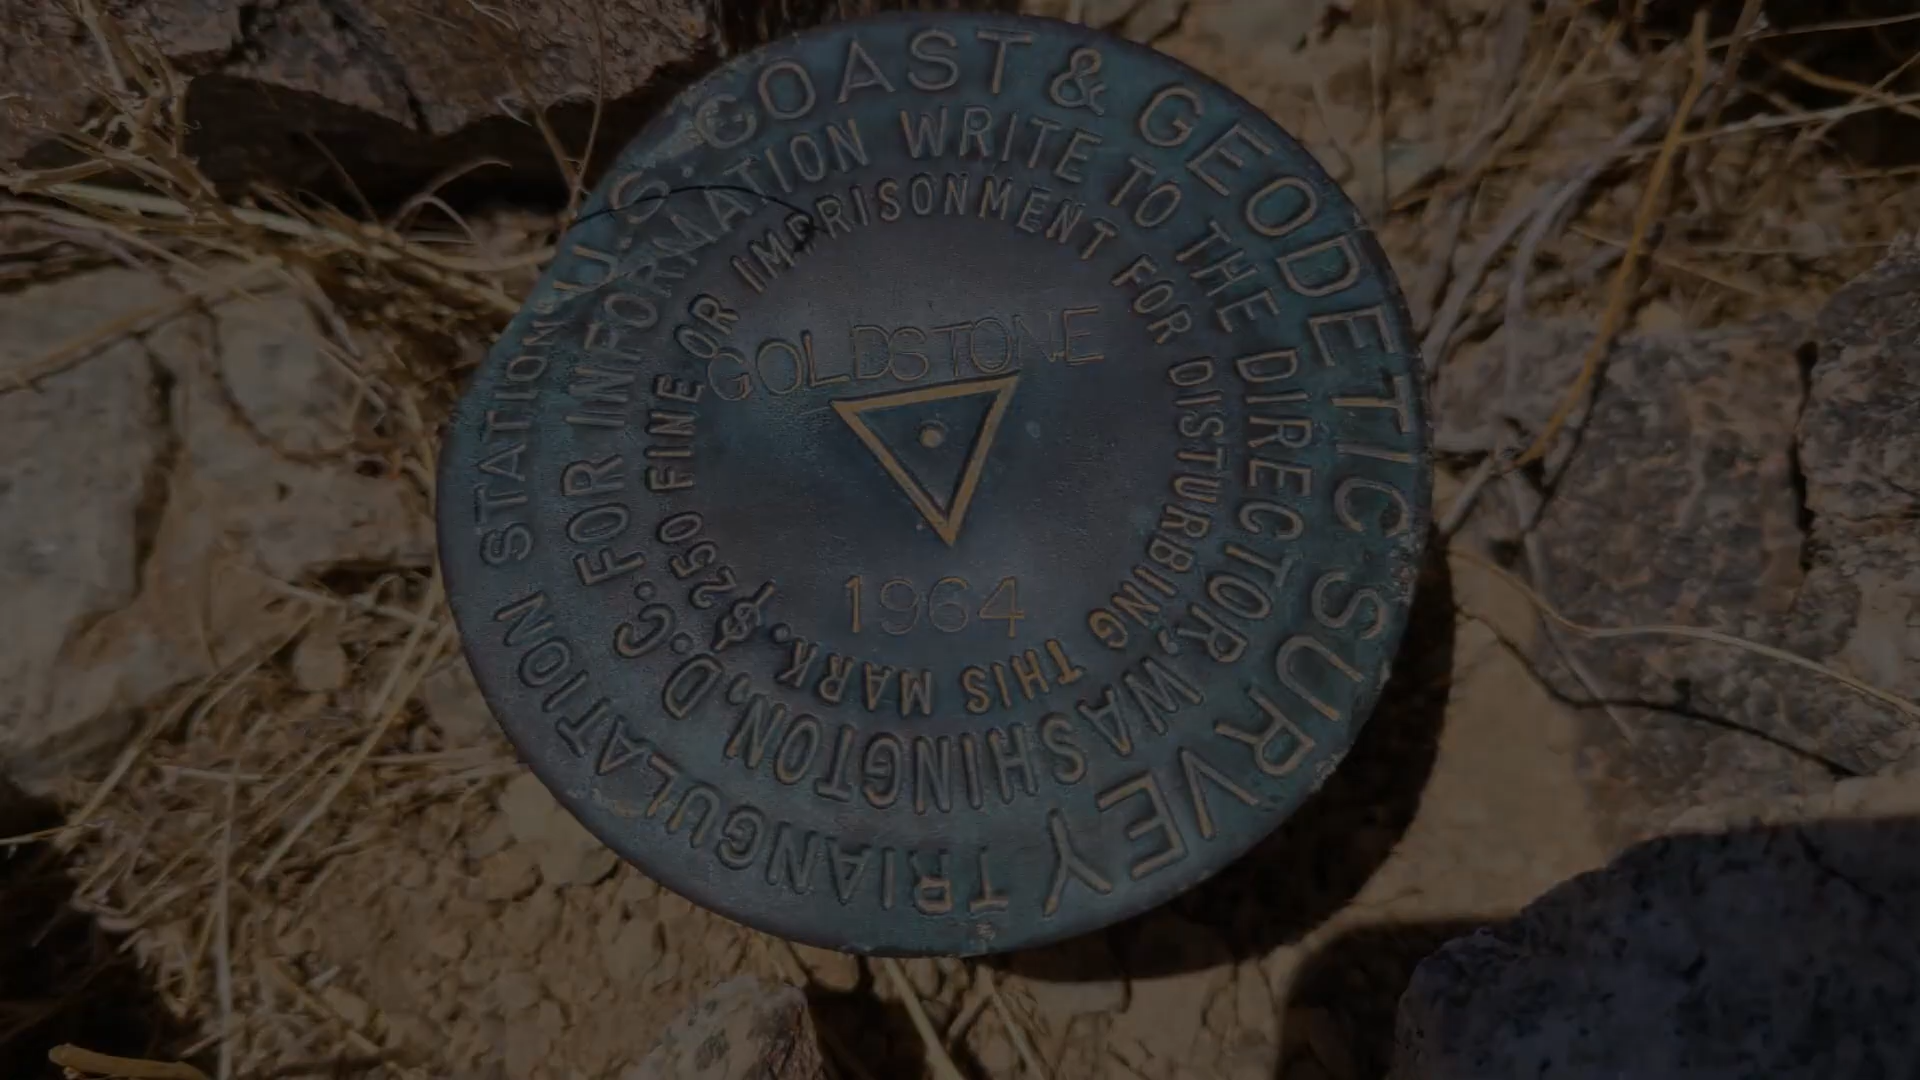 U.S. COAST & GEODETIC SURVEY
TRIANGULATION STATION
FOR INFORMATION WRITE TO THE DIRECTOR, WASHINGTON, D.C.
$250 FINE OR IMPRISONMENT FOR DISTURBING THIS MARK.
GOLDSTONE
1964